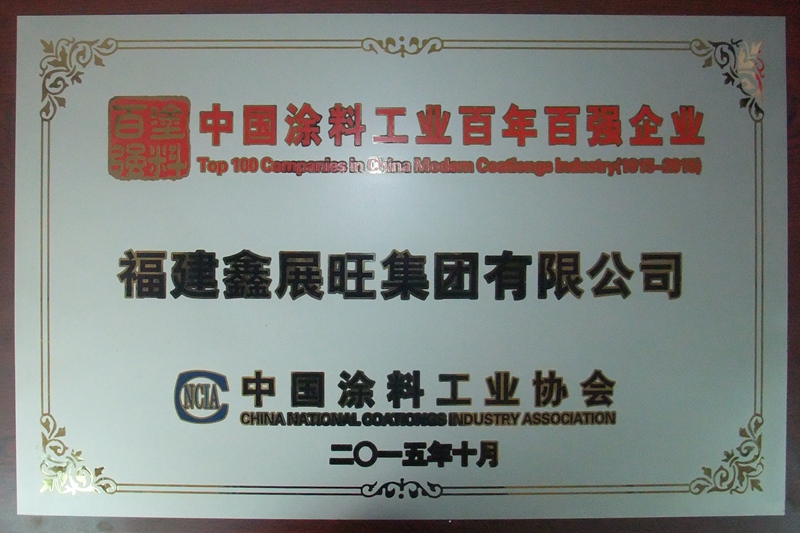 涂料百强
中国涂料工业百年百强企业
Top 100 Companies in China Modern Coationgs Industry(1915-2015)
福建鑫展旺集团有限公司
NCIA
中国涂料工业协会
CHINA NATIONAL COATIONGS INDUSTRY ASSOCIATION
二〇一五年十月